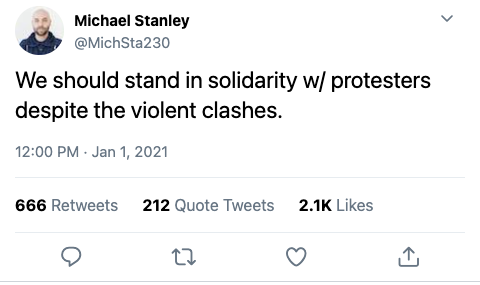 Michael Stanley
@MichSta230
We should stand in solidarity w/ protesters
despite the violent clashes.
12:00 PM · Jan 1, 2021
666 Retweets 212 Quote Tweets 2.1K Likes